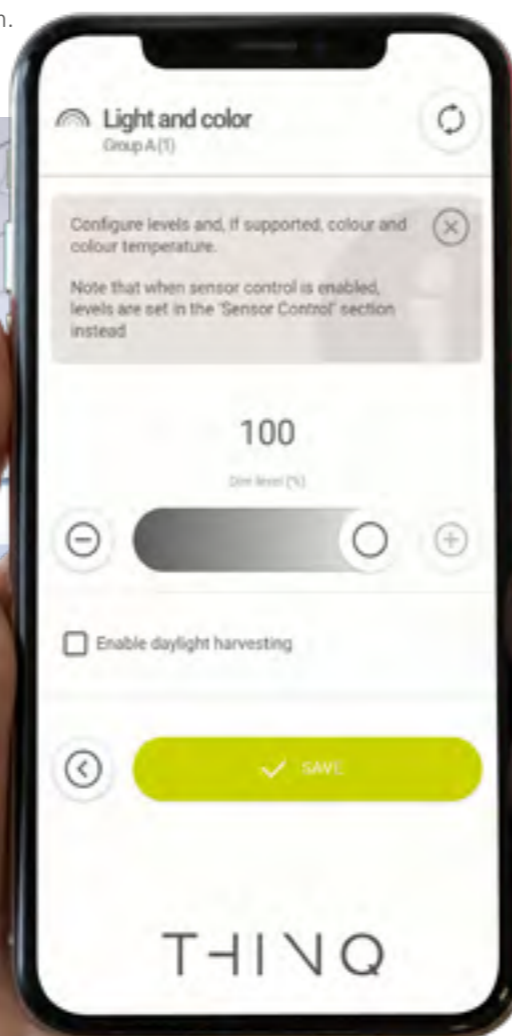 n.
Light and color
Group A (1)
Configure levels and, if supported, colour and
colour temperature.
Note that when sensor control is enabled,
levels are set in the 'Sensor Control' section
instead
100
Dim level (%)
Enable daylight harvesting
SAVE
THINQ